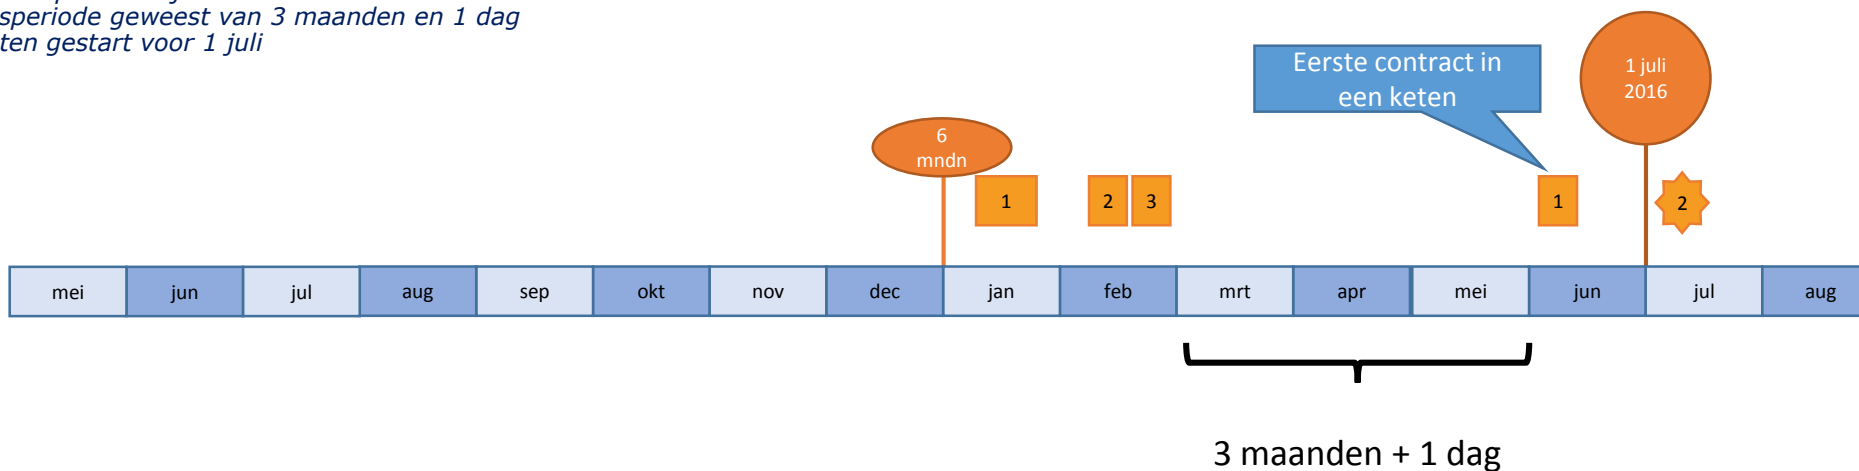 speriode geweest van 3 maanden en 1 dag
ten gestart voor 1 juli
Eerste contract in
een keten
1 juli
2016
6
mndn
1
2
3
1
2
mei jun jul aug sep okt nov dec jan feb mrt apr mei jun jul aug
3 maanden + 1 dag